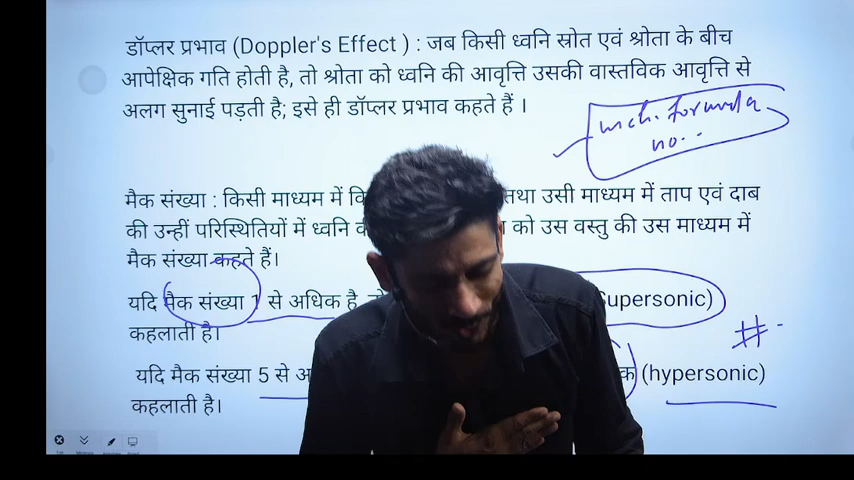 डॉप्लर प्रभाव (Doppler's Effect ) : जब किसी ध्वनि स्रोत एवं श्रोता के बीच
आपेक्षिक गति होती है, तो श्रोता को ध्वनि की आवृत्ति उसकी वास्तविक आवृत्ति से
अलग सुनाई पड़ती है; इसे ही डॉप्लर प्रभाव कहते हैं ।
mch. formula
no..
मैक संख्या : किसी माध्यम में तथा उसी माध्यम में ताप एवं दाब
की उन्हीं परिस्थितियों में ध्वनि को उस वस्तु की उस माध्यम में
मैक संख्या कहते हैं।
यदि मैक संख्या 1 से अधिक है, Supersonic)
कहलाती है।
#
यदि मैक संख्या 5 से (hypersonic)
कहलाती है।